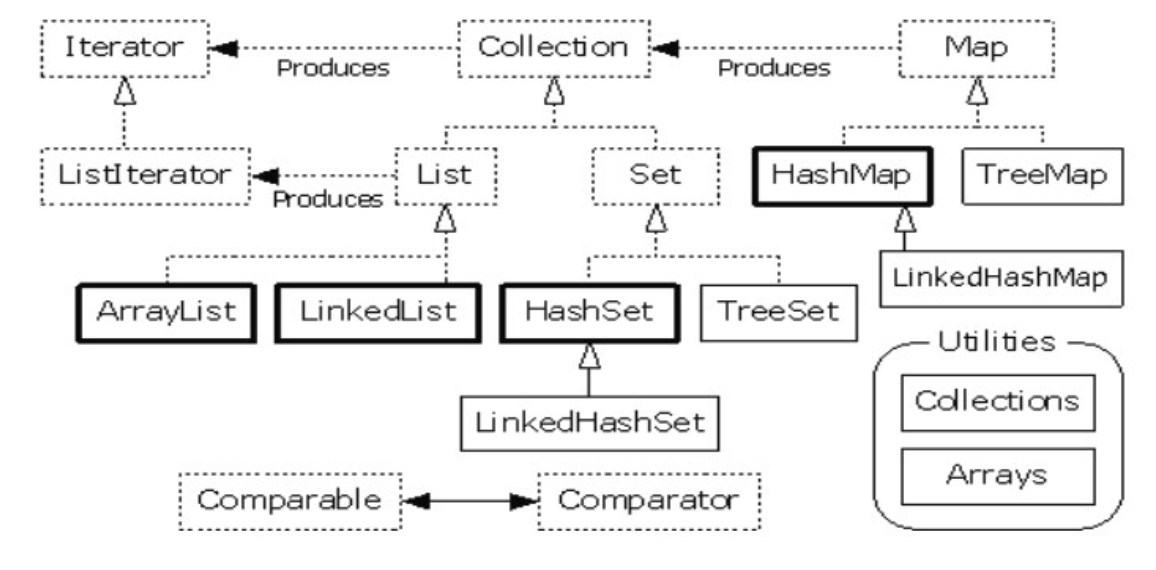 Iterator
Collection
Map
Produces
Produces
ListIterator
List
Set
HashMap
TreeMap
Produces
LinkedHashMap
ArrayList
LinkedList
HashSet
TreeSet
Utilities
Collections
LinkedHashSet
Arrays
Comparable
Comparator